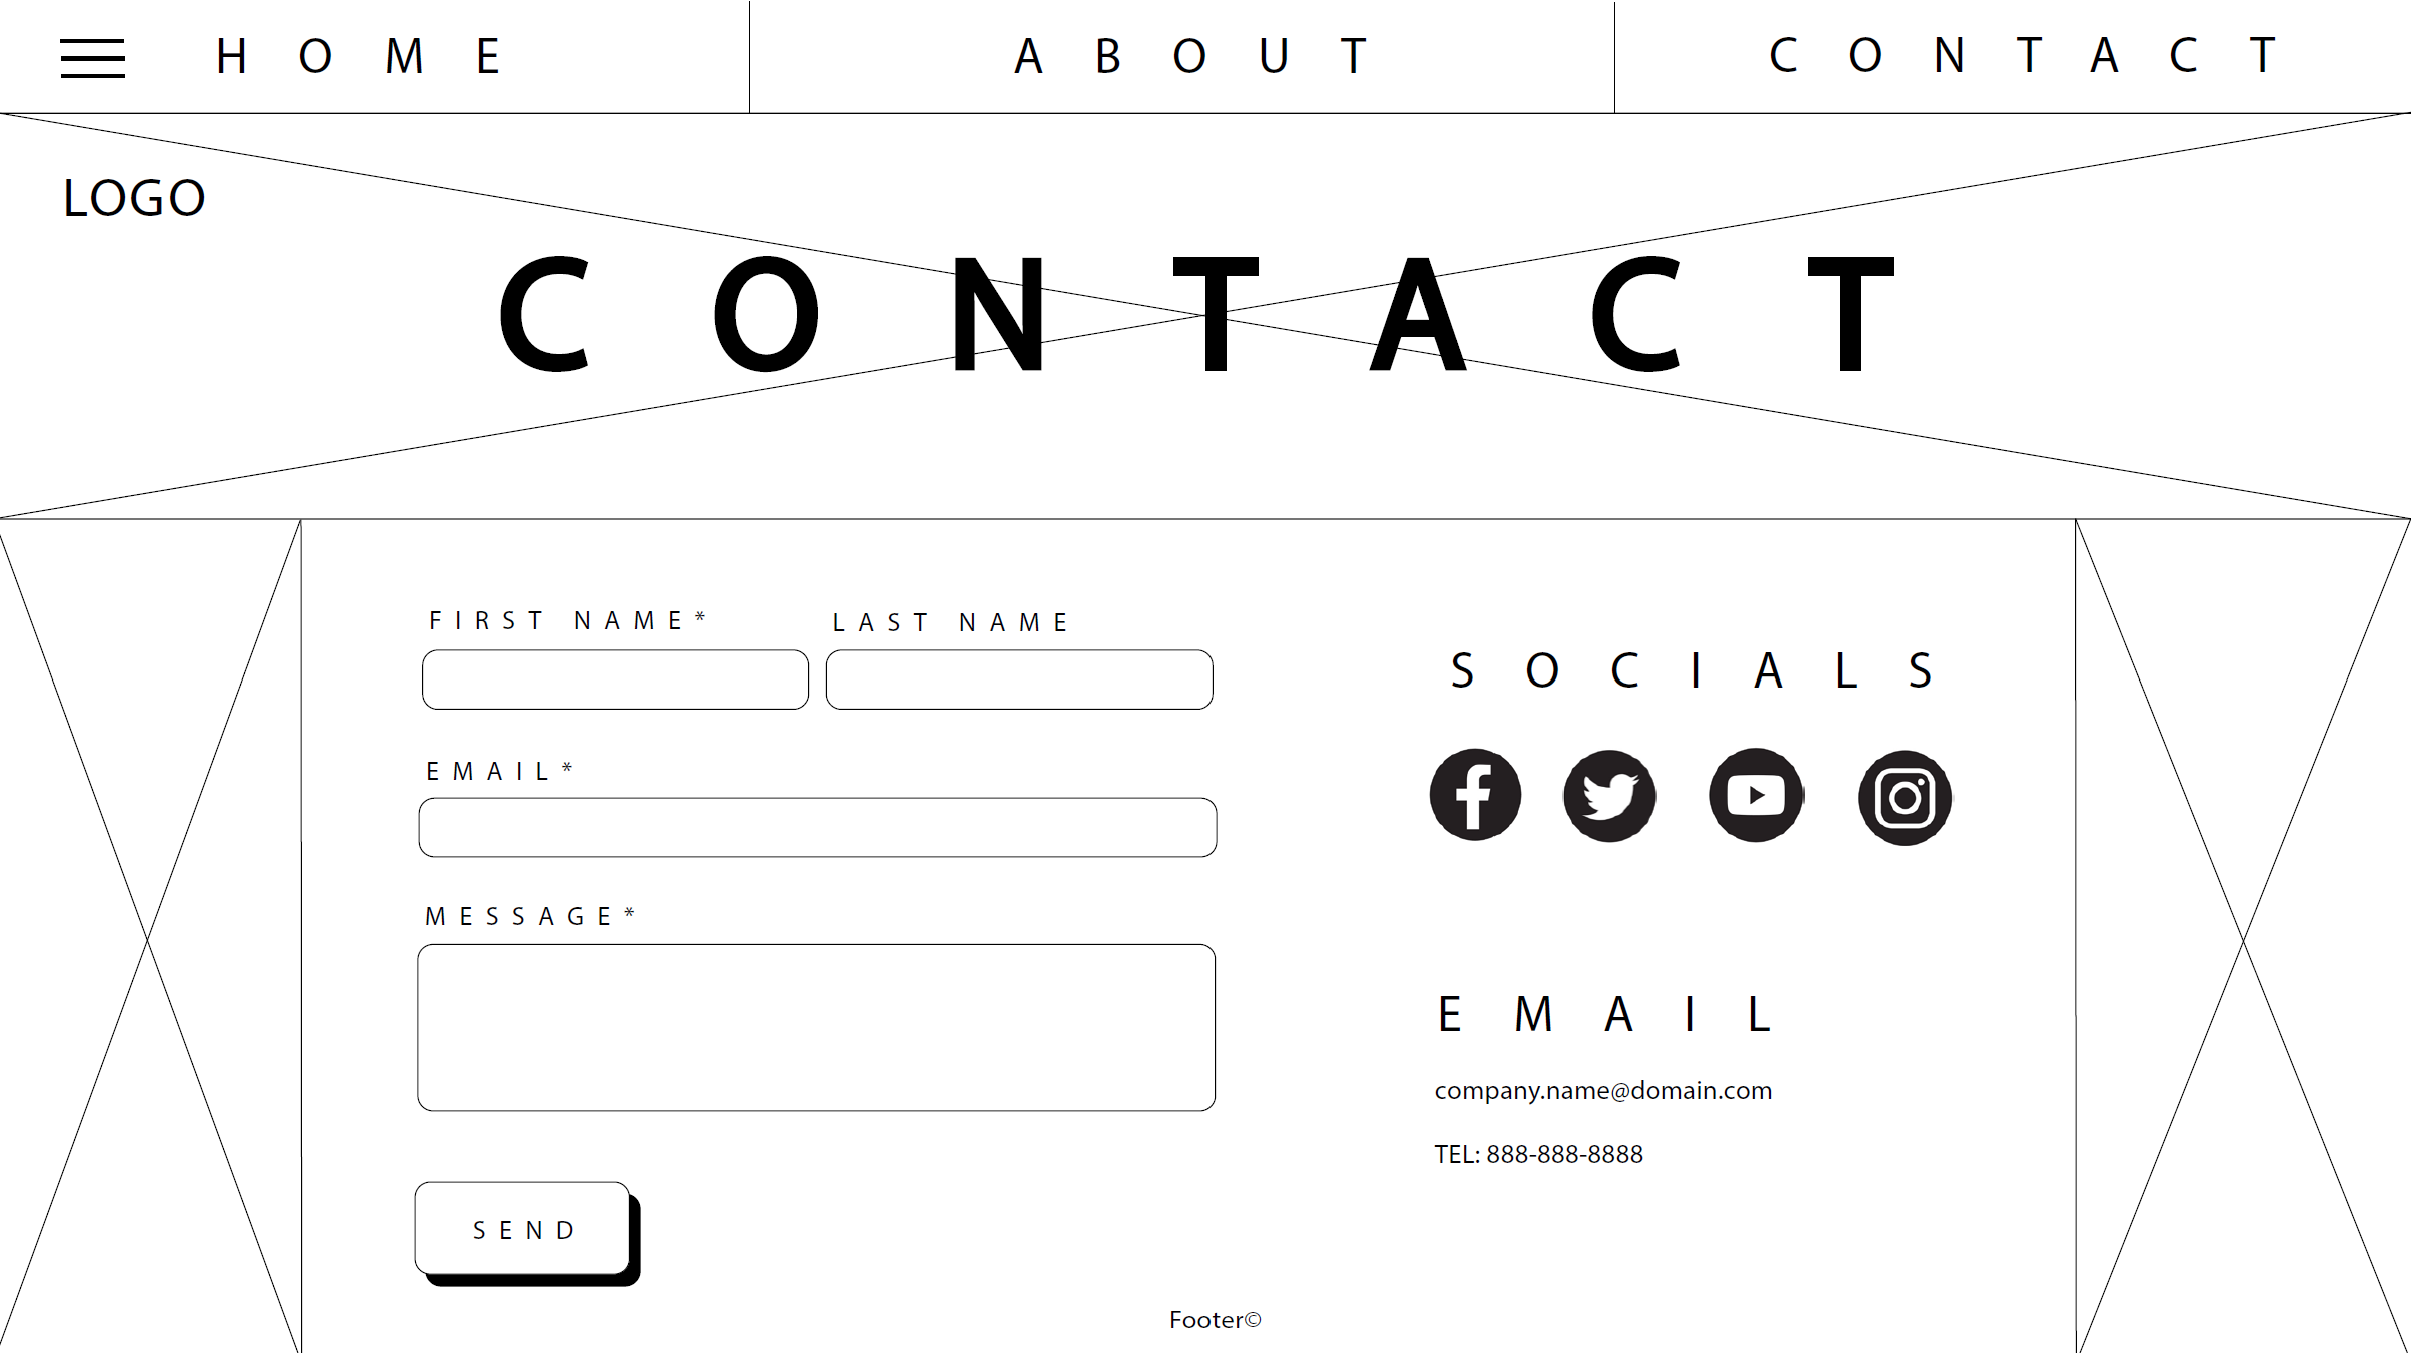 HOME ABOUT CONTACT
LOGO
CONTACT
FIRST NAME* LAST NAME
EMAIL*
MESSAGE*
SEND
SOCIALS
EMAIL
company.name@domain.com
TEL: 888-888-8888
Footer©